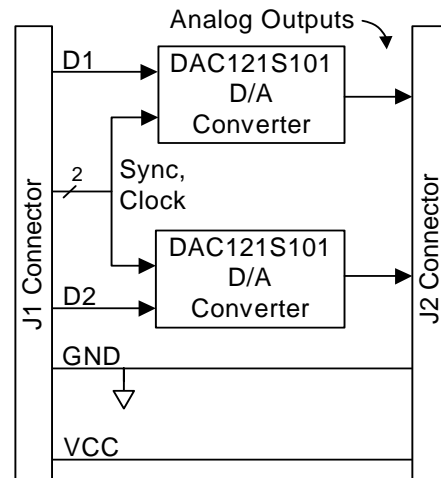 Analog Outputs
D1
DAC121S101
D/A
Converter
2
Sync,
Clock
DAC121S101
D/A
Converter
D2
GND
VCC
J1 Connector
J2 Connector